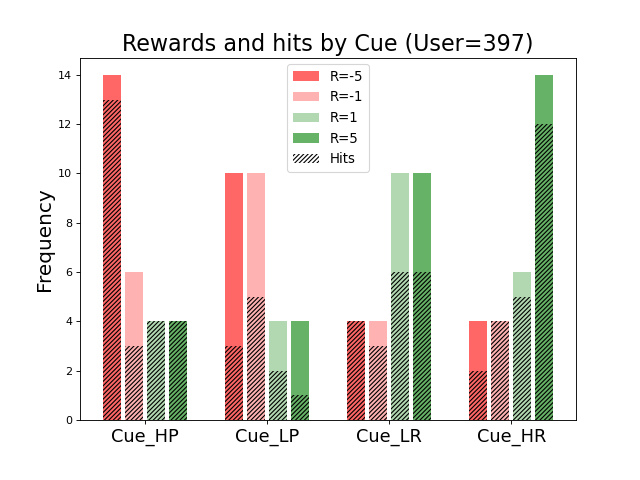 Rewards and hits by Cue (User=397)
R=-5
R=-1
R=1
R=5
Hits
Frequency
14
12
10
8
6
4
2
0
Cue_HP Cue_LP Cue_LR Cue_HR